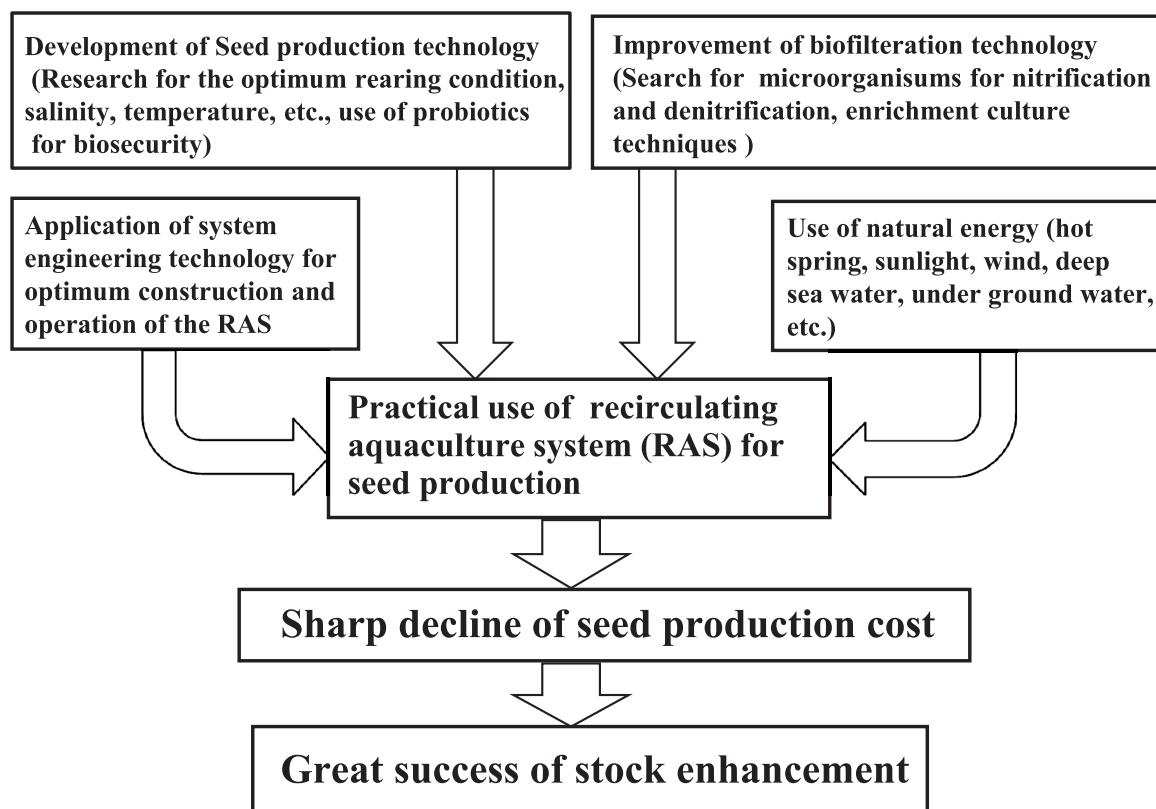 Development of Seed production technology
(Research for the optimum rearing condition,
salinity, temperature, etc., use of probiotics
for biosecurity)
Improvement of biofilteration technology
(Search for microorganisums for nitrification
and denitrification, enrichment culture
techniques )
Application of system
engineering technology for
optimum construction and
operation of the RAS
Use of natural energy (hot
spring, sunlight, wind, deep
sea water, under ground water,
etc.)
Practical use of recirculating
aquaculture system (RAS) for
seed production
Sharp decline of seed production cost
Great success of stock enhancement